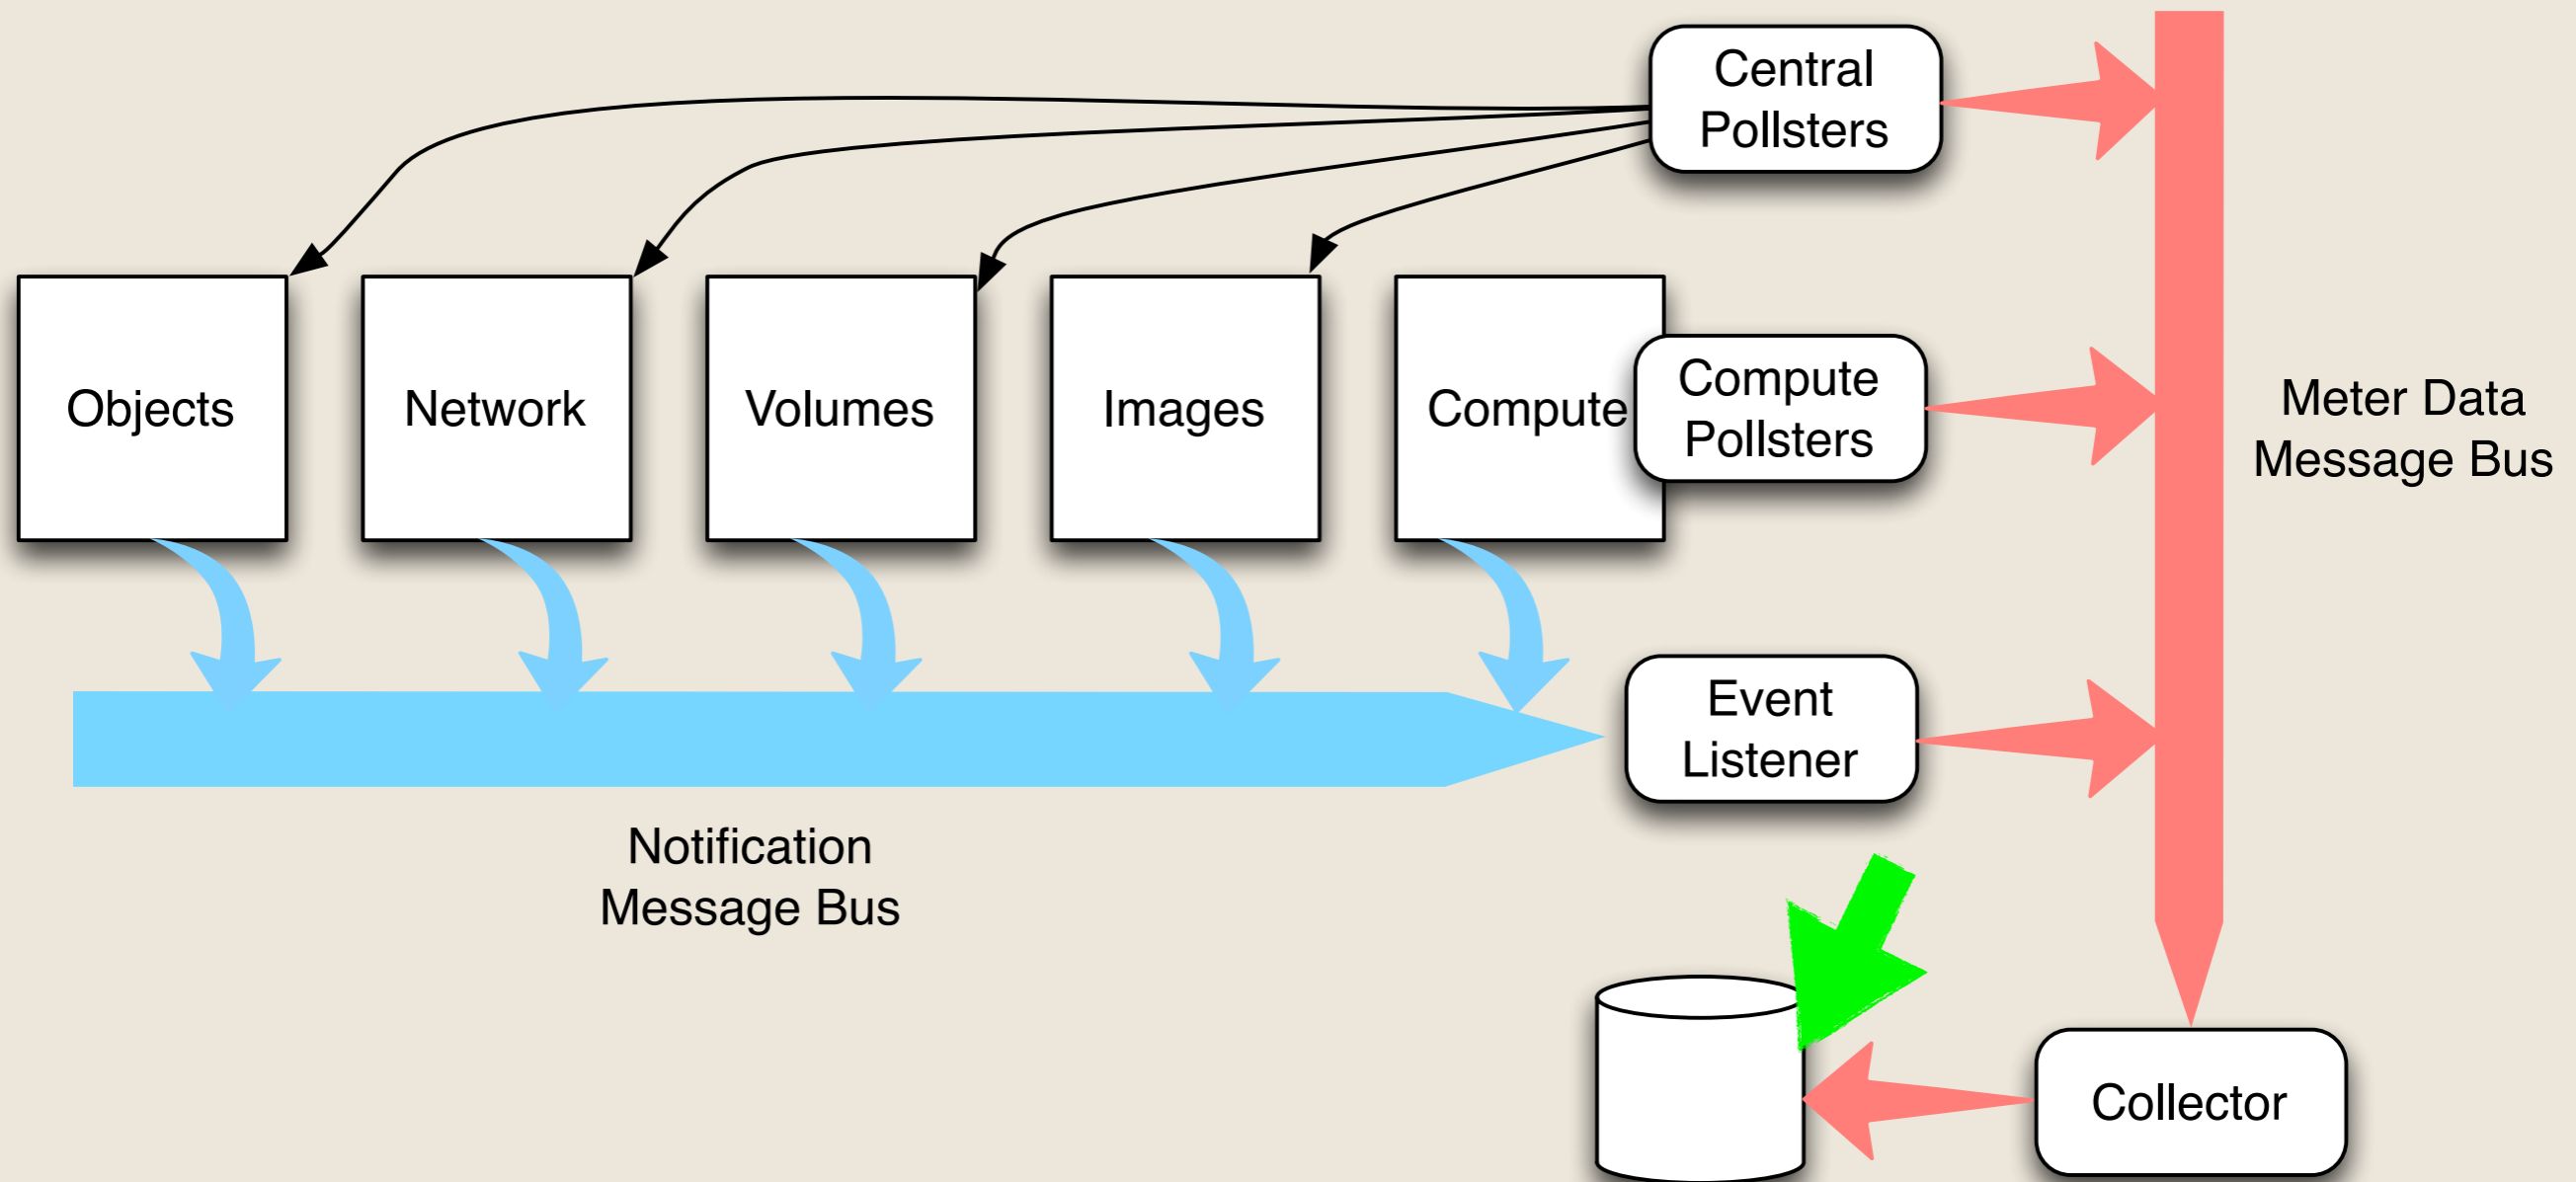 Central
Pollsters
Objects
Network
Volumes
Images
Compute
Compute
Pollsters
Meter Data
Message Bus
Event
Listener
Notification
Message Bus
Collector